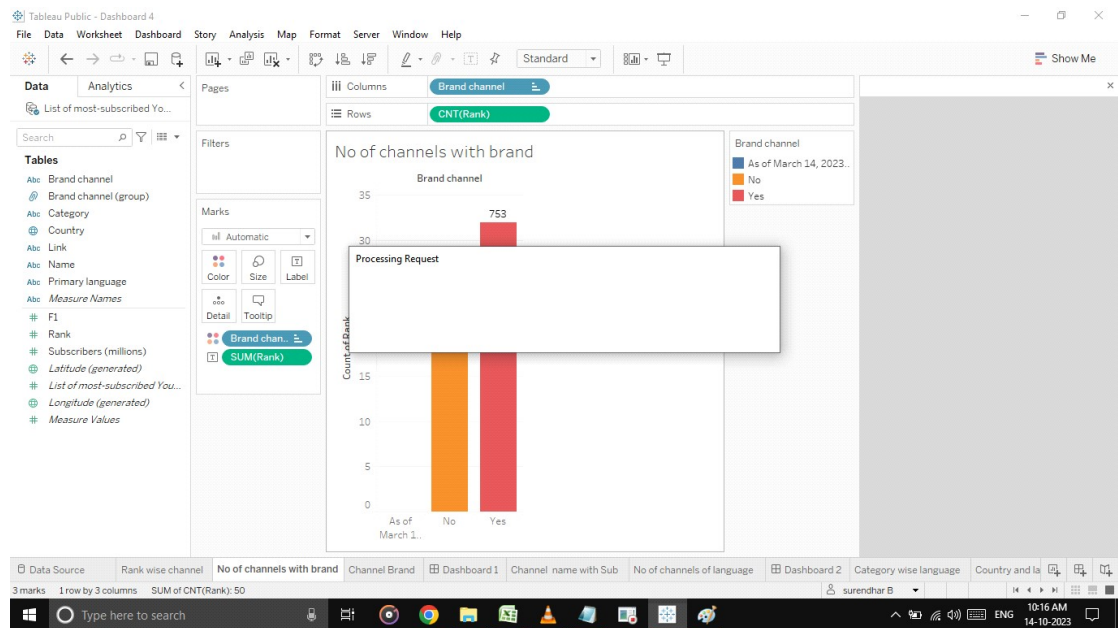 Tableau Public - Dashboard 4
File Data Worksheet Dashboard Story Analysis Map Format Server Window Help
Standard
Show Me
Data Analytics
List of most-subscribed Yo...
Search
Tables
Abc Brand channel
Brand channel (group)
Abc Category
Country
Abc Link
Abc Name
Abc Primary language
Abc Measure Names
# F1
# Rank
# Subscribers (millions)
Latitude (generated)
# List of most-subscribed You...
Longitude (generated)
# Measure Values
Pages
Filters
Marks
Automatic
Color Size Label
Detail Tooltip
Brand chan..
SUM(Rank)
Columns Brand channel
Rows CNT(Rank)
No of channels with brand
Brand channel
35
753
30
Processing Request
Count of Rank
15
10
5
0
As of March 1..
No
Yes
Brand channel
As of March 14, 2023..
No
Yes
Data Source Rank wise channel No of channels with brand Channel Brand Dashboard 1 Channel name with Sub No of channels of language Dashboard 2 Category wise language Country and la
3 marks 1 row by 3 columns SUM of CNT(Rank): 50 surendhar B
Type here to search
ENG
10:16 AM
14-10-2023